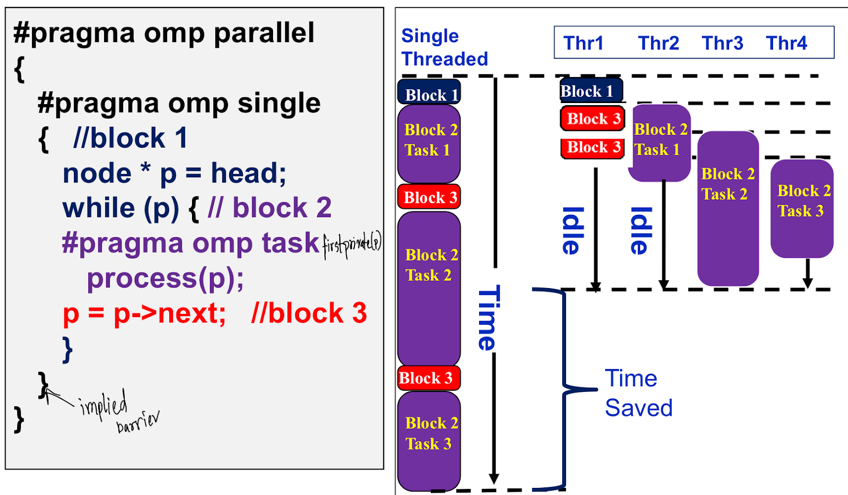 #pragma omp parallel
{
#pragma omp single
{ //block 1
node * p = head;
while (p) { // block 2
#pragma omp task firstprivate(p)
process(p);
p = p->next; //block 3
}
}
implied
barrier
}
Single
Threaded
Block 1
Block 2
Task 1
Block 3
Block 2
Task 2
Block 3
Block 2
Task 3
Time
Thr1 Thr2 Thr3 Thr4
Block 1
Block 3
Block 3
Idle
Block 2
Task 1
Idle
Block 2
Task 2
Block 2
Task 3
Time
Saved